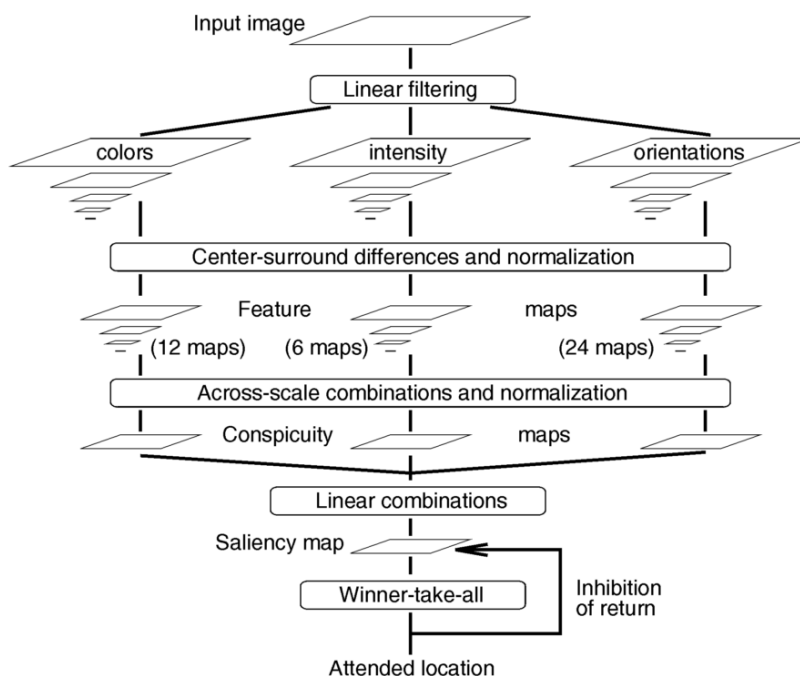 Input image
Linear filtering
colors intensity orientations
Center-surround differences and normalization
Feature maps
(12 maps) (6 maps) (24 maps)
Across-scale combinations and normalization
Conspicuity maps
Linear combinations
Saliency map
Winner-take-all
Inhibition
of return
Attended location